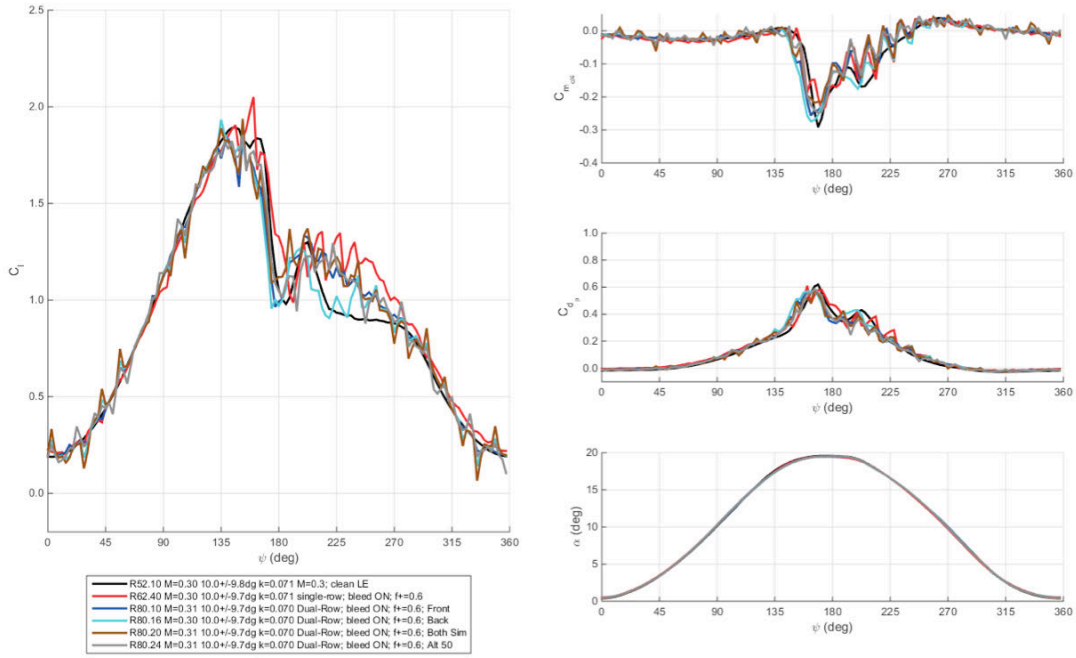 2.5
2.0
1.5
1.0
0.5
0.0
C_l
0 45 90 135 180 225 270 315 360
ψ (deg)
R52.10 M=0.30 10.0+/-9.8dg k=0.071 M=0.3; clean LE
R62.40 M=0.30 10.0+/-9.7dg k=0.071 single-row; bleed ON; f+=0.6
R80.10 M=0.31 10.0+/-9.7dg k=0.070 Dual-Row; bleed ON; f+=0.6; Front
R80.16 M=0.30 10.0+/-9.7dg k=0.070 Dual-Row; bleed ON; f+=0.6; Back
R80.20 M=0.31 10.0+/-9.7dg k=0.070 Dual-Row; bleed ON; f+=0.6; Both Sim
R80.24 M=0.31 10.0+/-9.7dg k=0.070 Dual-Row; bleed ON; f+=0.6; Alt 50
0.0
-0.1
-0.2
-0.3
-0.4
C_m
0 45 90 135 180 225 270 315 360
ψ (deg)
1.0
0.8
0.6
0.4
0.2
0.0
C_d_p
0 45 90 135 180 225 270 315 360
ψ (deg)
20
15
10
5
0
α (deg)
0 45 90 135 180 225 270 315 360
ψ (deg)